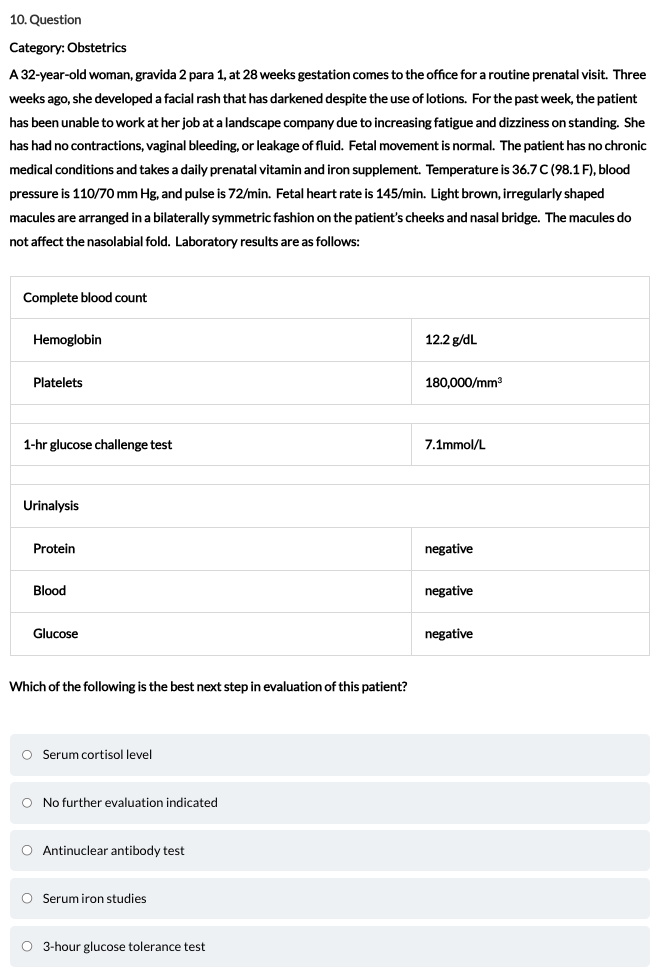 10. Question
Category: Obstetrics
A 32-year-old woman, gravida 2 para 1, at 28 weeks gestation comes to the office for a routine prenatal visit.  Three
weeks ago, she developed a facial rash that has darkened despite the use of lotions.  For the past week, the patient
has been unable to work at her job at a landscape company due to increasing fatigue and dizziness on standing.  She
has had no contractions, vaginal bleeding, or leakage of fluid.  Fetal movement is normal.  The patient has no chronic
medical conditions and takes a daily prenatal vitamin and iron supplement.  Temperature is 36.7 C (98.1 F), blood
pressure is 110/70 mm Hg, and pulse is 72/min.  Fetal heart rate is 145/min.  Light brown, irregularly shaped
macules are arranged in a bilaterally symmetric fashion on the patient's cheeks and nasal bridge.  The macules do
not affect the nasolabial fold.  Laboratory results are as follows:
Complete blood count
Hemoglobin 12.2 g/dL
Platelets 180,000/mm³
1-hr glucose challenge test 7.1mmol/L
Urinalysis
Protein negative
Blood negative
Glucose negative
Which of the following is the best next step in evaluation of this patient?
Serum cortisol level
No further evaluation indicated
Antinuclear antibody test
Serum iron studies
3-hour glucose tolerance test